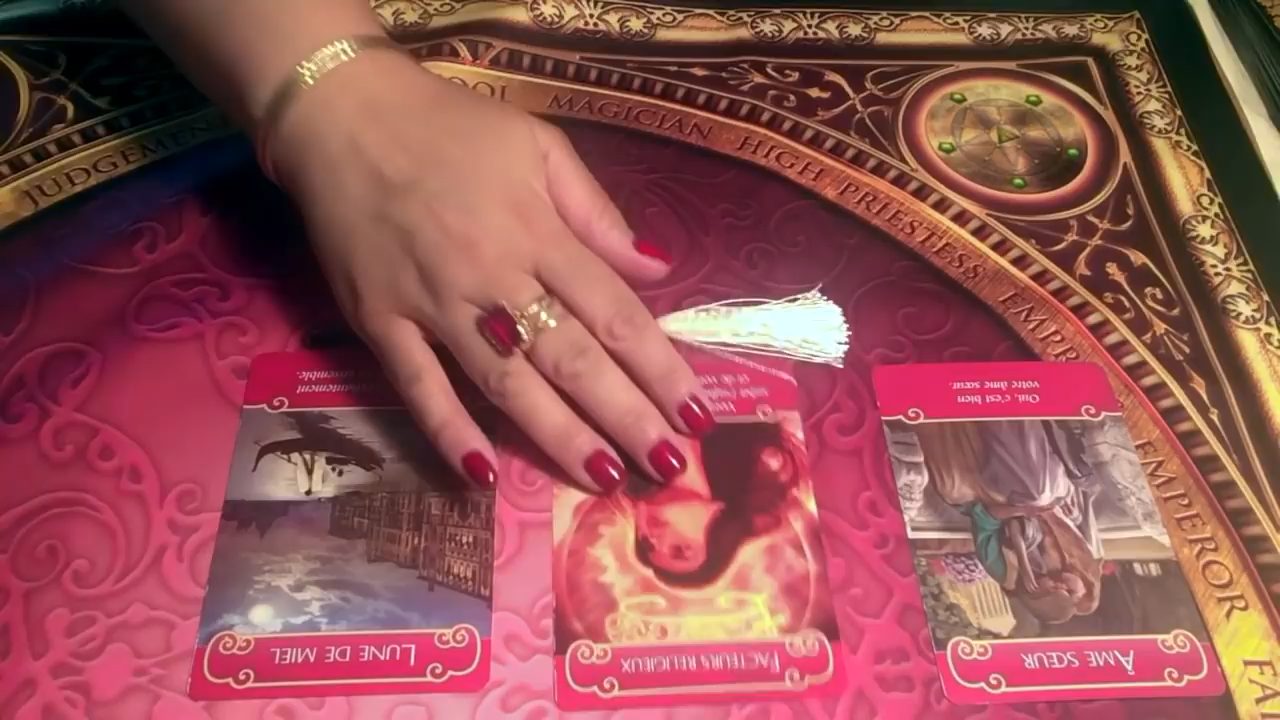 JUDGEMENT
OOL MAGICIAN HIGH PRIESTESS EMPR
EMPEROR
Oui, c'est bien
votre âme sœur.
LUNE DE MIEL
FACTEURS RELIGIEUX
ÂME SŒUR